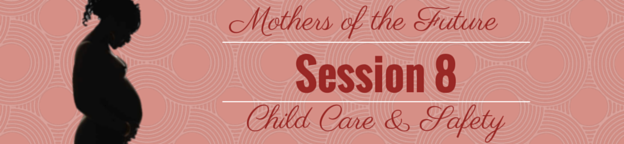 Mothers of the Future
Session 8
Child Care & Safety